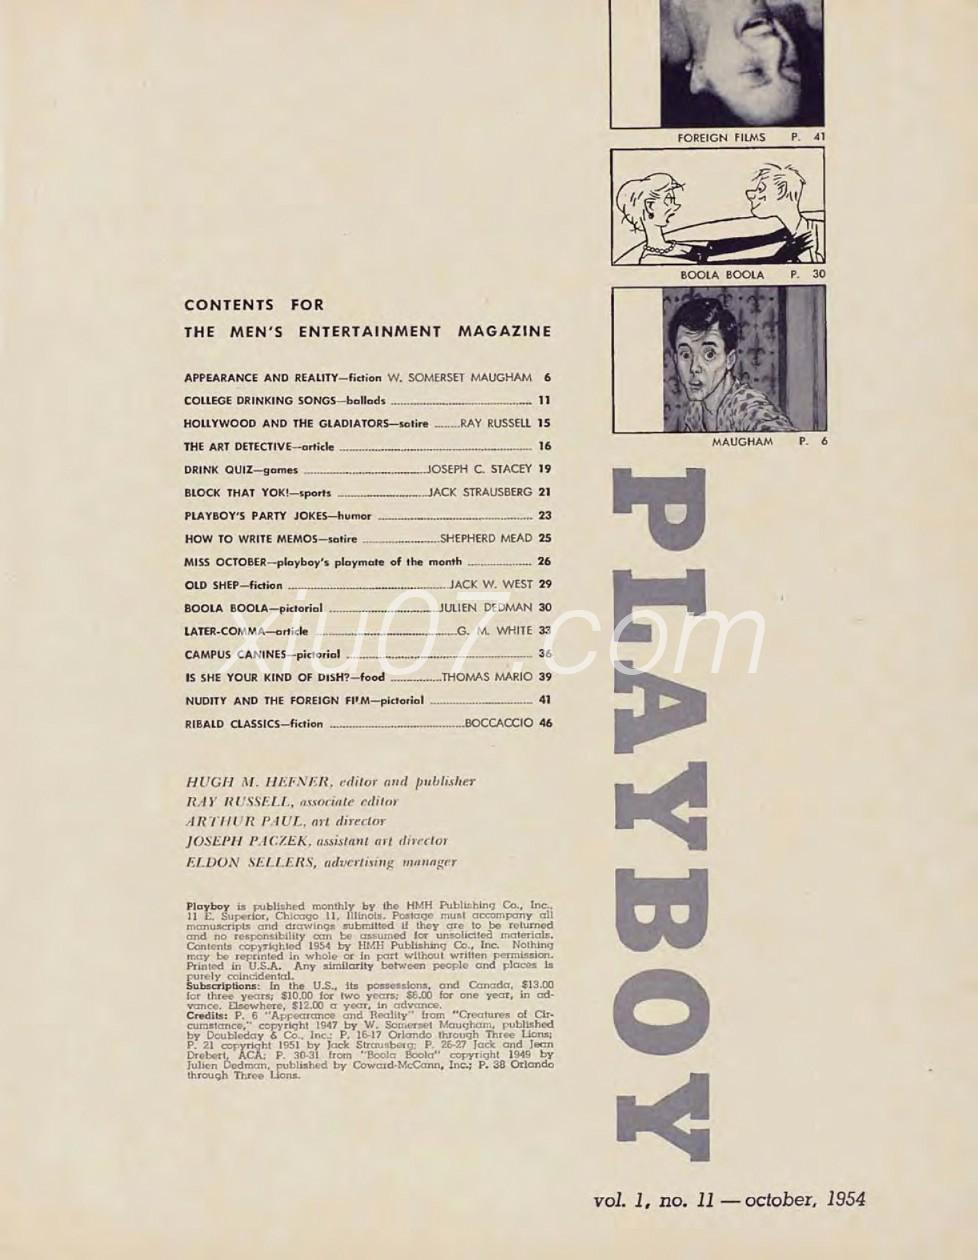 FOREIGN FILMS P. 41
BOOLA BOOLA P. 30
MAUGHAM P. 6
CONTENTS FOR
THE MEN'S ENTERTAINMENT MAGAZINE
APPEARANCE AND REALITY—fiction W. SOMERSET MAUGHAM 6
COLLEGE DRINKING SONGS—ballads 11
HOLLYWOOD AND THE GLADIATORS—satire RAY RUSSELL 15
THE ART DETECTIVE—article 16
DRINK QUIZ—games JOSEPH C. STACEY 19
BLOCK THAT YOK!—sports JACK STRAUSBERG 21
PLAYBOY'S PARTY JOKES—humor 23
HOW TO WRITE MEMOS—satire SHEPHERD MEAD 25
MISS OCTOBER—playboy's playmate of the month 26
OLD SHEP—fiction JACK W. WEST 29
BOOLA BOOLA—pictorial JULIEN DEDMAN 30
LATER-COMMA—article G. M. WHITE 33
CAMPUS CANINES—pictorial 36
IS SHE YOUR KIND OF DISH?—food THOMAS MARIO 39
NUDITY AND THE FOREIGN FILM—pictorial 41
RIBALD CLASSICS—fiction BOCCACCIO 46
xiu07.com
HUGH M. HEFNER, editor and publisher
RAY RUSSELL, associate editor
ARTHUR PAUL, art director
JOSEPH PACZEK, assistant art director
ELDON SELLERS, advertising manager
Playboy is published monthly by the HMH Publishing Co., Inc.,
11 E. Superior, Chicago 11, Illinois. Postage must accompany all
manuscripts and drawings submitted if they are to be returned
and no responsibility can be assumed for unsolicited materials.
Contents copyrighted 1954 by HMH Publishing Co., Inc. Nothing
may be reprinted in whole or in part without written permission.
Printed in U.S.A. Any similarity between people and places is
purely coincidental.
Subscriptions: In the U.S., its possessions, and Canada, $13.00
for three years; $10.00 for two years; $6.00 for one year, in ad-
vance. Elsewhere, $12.00 a year, in advance.
Credits: P. 6 "Appearance and Reality" from "Creatures of Cir-
cumstance," copyright 1947 by W. Somerset Maugham, published
by Doubleday & Co., Inc.; P. 16-17 Orlando through Three Lions;
P. 21 copyright 1951 by Jack Strausberg; P. 26-27 Jack and Jean
Drebert, ACA; P. 30-31 from "Boola Boola" copyright 1949 by
Julien Dedman, published by Coward-McCann, Inc.; P. 38 Orlando
through Three Lions.
PLAYBOY
vol. 1, no. 11 — october, 1954